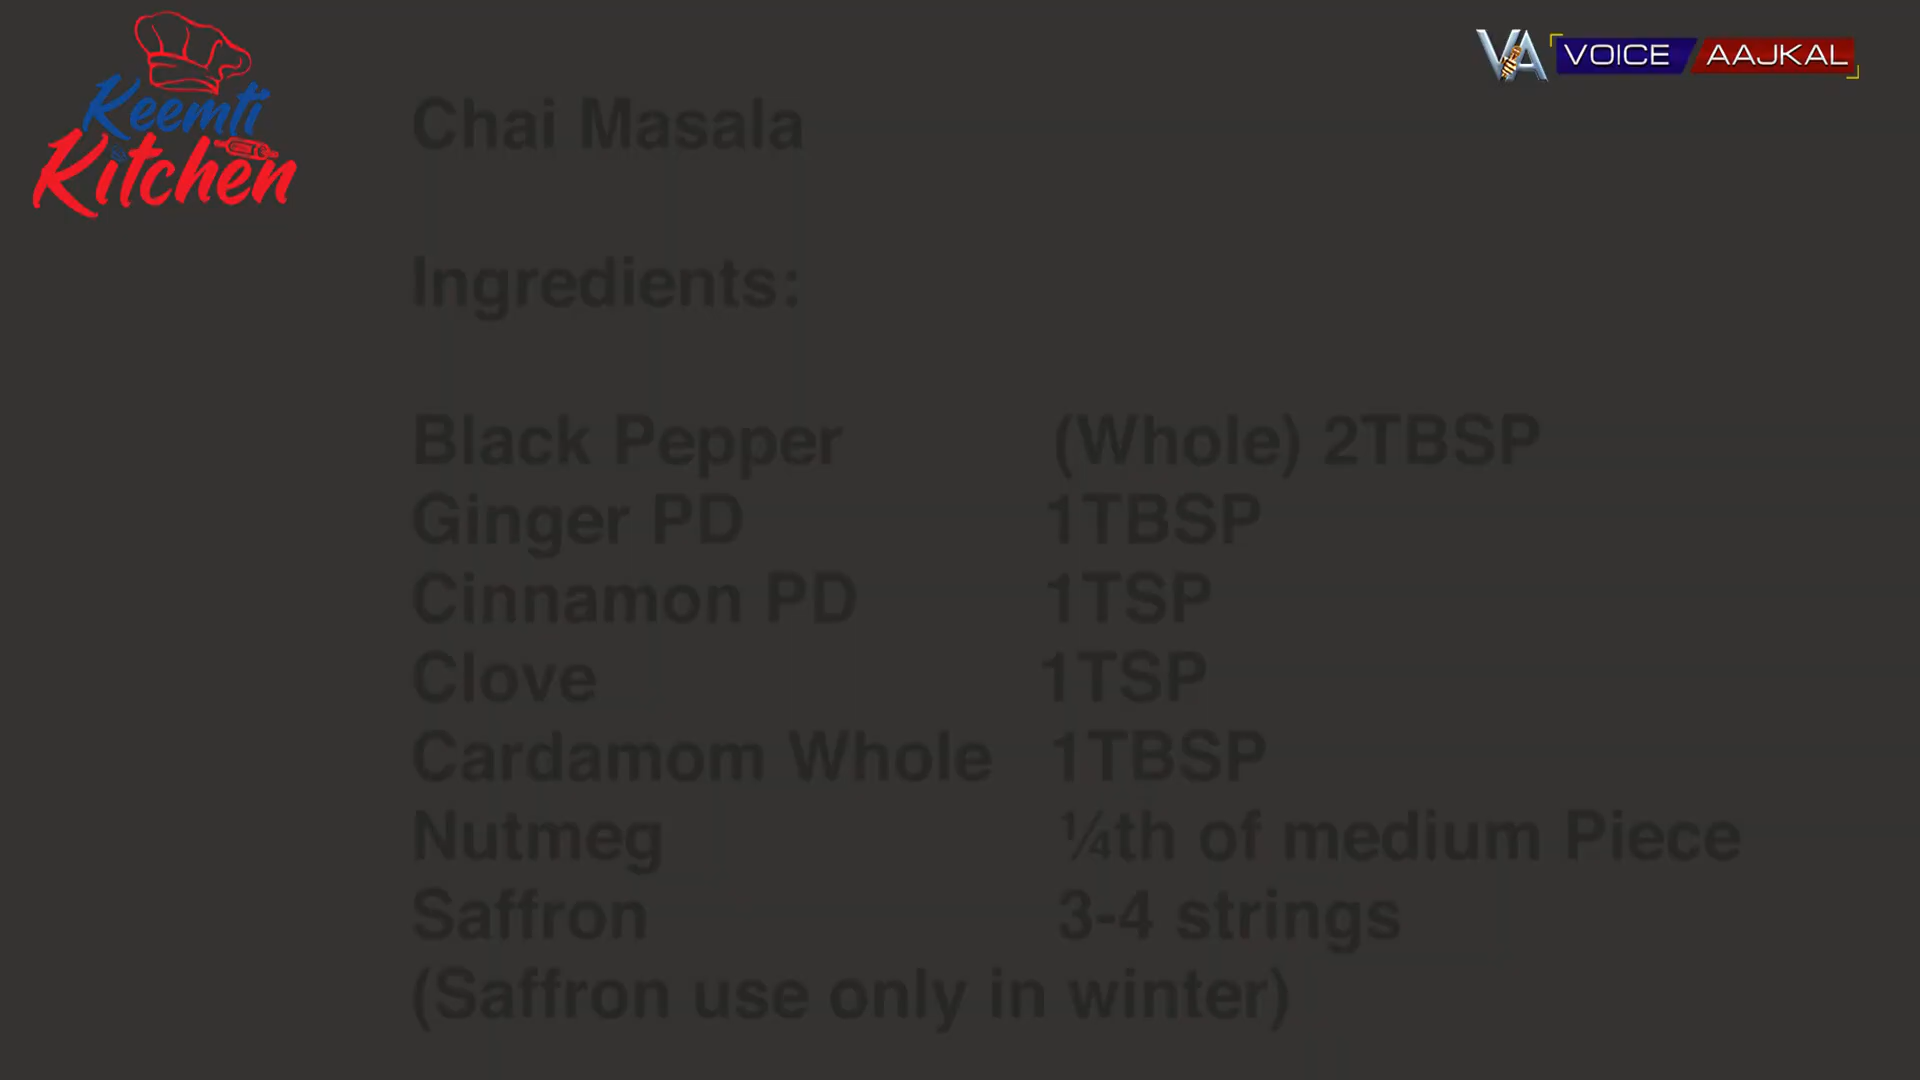 Keemti
Kitchen
VA VOICE AAJKAL
Chai Masala
Ingredients:
Black Pepper (Whole) 2TBSP
Ginger PD 1TBSP
Cinnamon PD 1TSP
Clove 1TSP
Cardamom Whole 1TBSP
Nutmeg ¼th of medium Piece
Saffron 3-4 strings
(Saffron use only in winter)